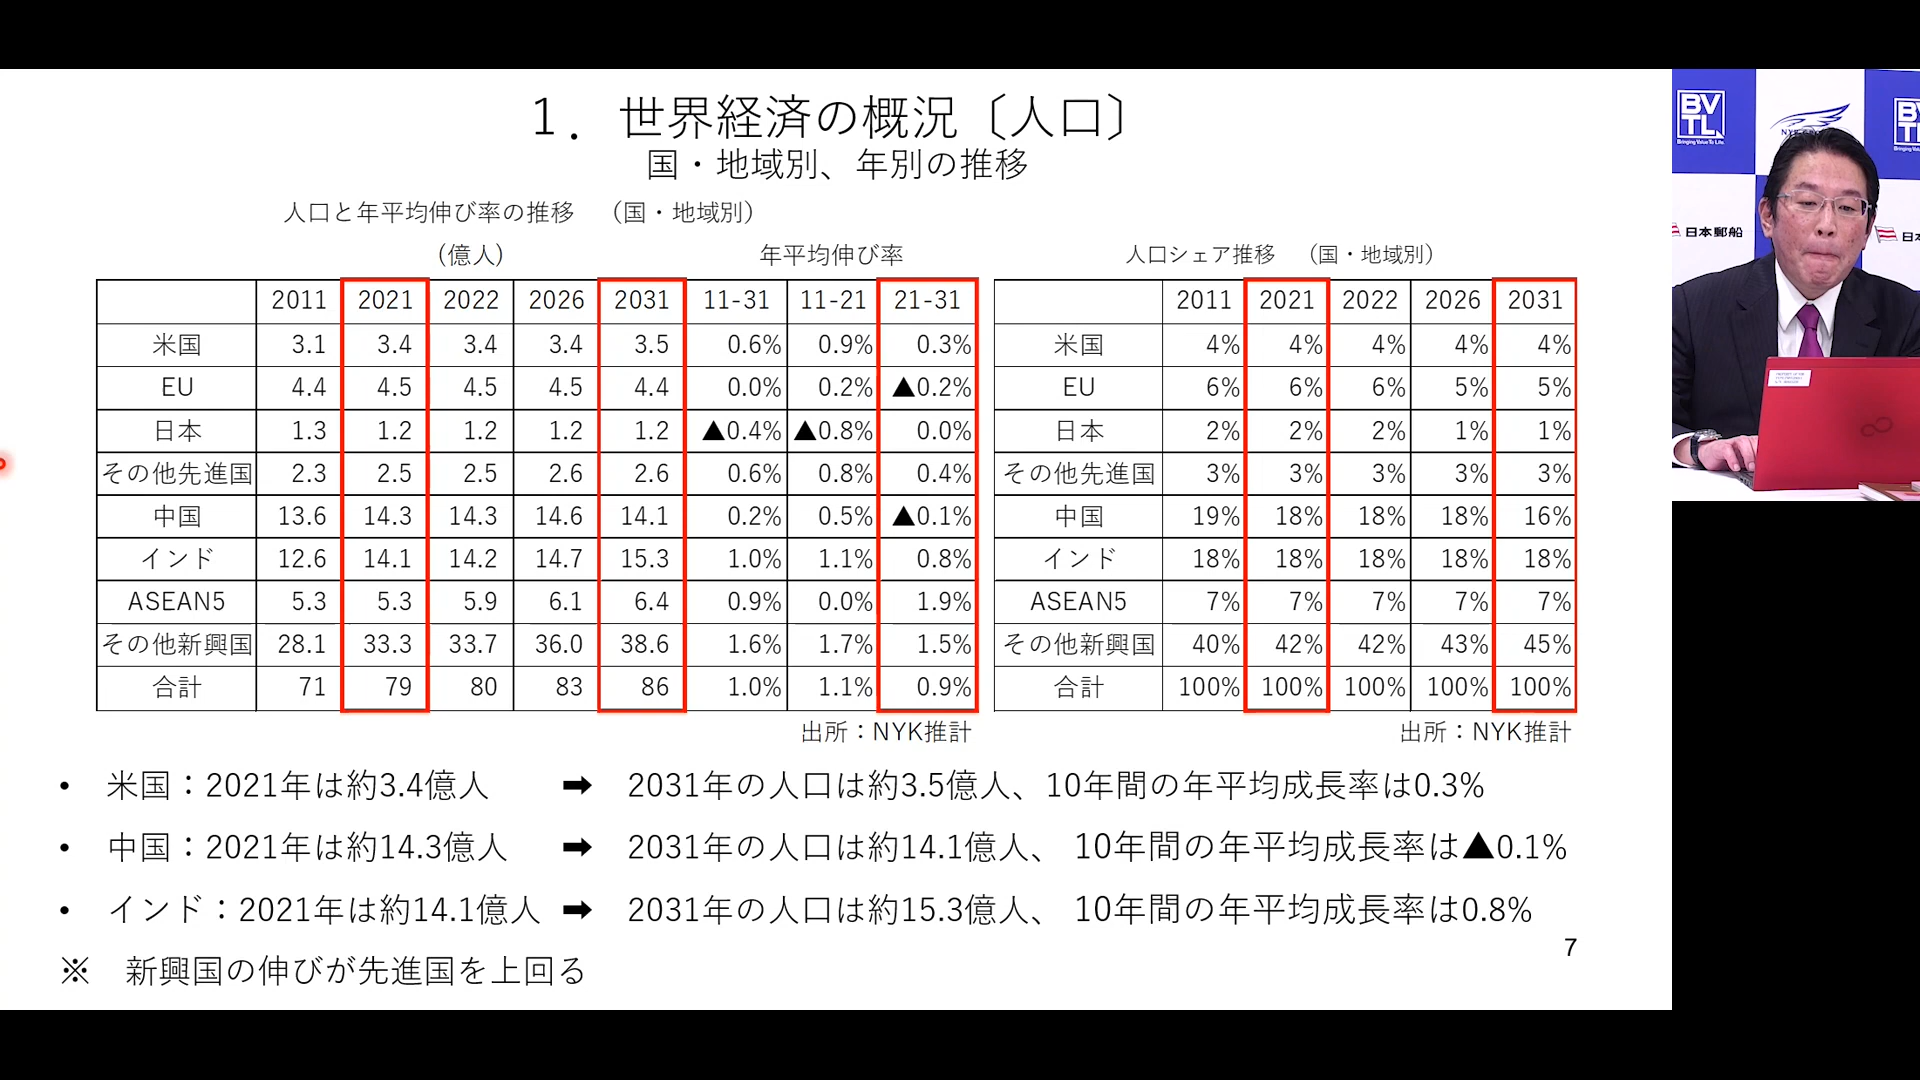 1．世界経済の概況〔人口〕
国・地域別、年別の推移
人口と年平均伸び率の推移　（国・地域別）
（億人）　年平均伸び率
2011 2021 2022 2026 2031 11-31 11-21 21-31
米国 3.1 3.4 3.4 3.4 3.5 0.6% 0.9% 0.3%
EU 4.4 4.5 4.5 4.5 4.4 0.0% 0.2% ▲0.2%
日本 1.3 1.2 1.2 1.2 1.2 ▲0.4% ▲0.8% 0.0%
その他先進国 2.3 2.5 2.5 2.6 2.6 0.6% 0.8% 0.4%
中国 13.6 14.3 14.3 14.6 14.1 0.2% 0.5% ▲0.1%
インド 12.6 14.1 14.2 14.7 15.3 1.0% 1.1% 0.8%
ASEAN5 5.3 5.3 5.9 6.1 6.4 0.9% 0.0% 1.9%
その他新興国 28.1 33.3 33.7 36.0 38.6 1.6% 1.7% 1.5%
合計 71 79 80 83 86 1.0% 1.1% 0.9%
出所：NYK推計
人口シェア推移　（国・地域別）
2011 2021 2022 2026 2031
米国 4% 4% 4% 4% 4%
EU 6% 6% 6% 5% 5%
日本 2% 2% 2% 1% 1%
その他先進国 3% 3% 3% 3% 3%
中国 19% 18% 18% 18% 16%
インド 18% 18% 18% 18% 18%
ASEAN5 7% 7% 7% 7% 7%
その他新興国 40% 42% 42% 43% 45%
合計 100% 100% 100% 100% 100%
出所：NYK推計
• 米国：2021年は約3.4億人 ➡ 2031年の人口は約3.5億人、10年間の年平均成長率は0.3%
• 中国：2021年は約14.3億人 ➡ 2031年の人口は約14.1億人、10年間の年平均成長率は▲0.1%
• インド：2021年は約14.1億人 ➡ 2031年の人口は約15.3億人、10年間の年平均成長率は0.8%
※ 新興国の伸びが先進国を上回る
7
BVTL
Bringing Value To Life.
日本郵船